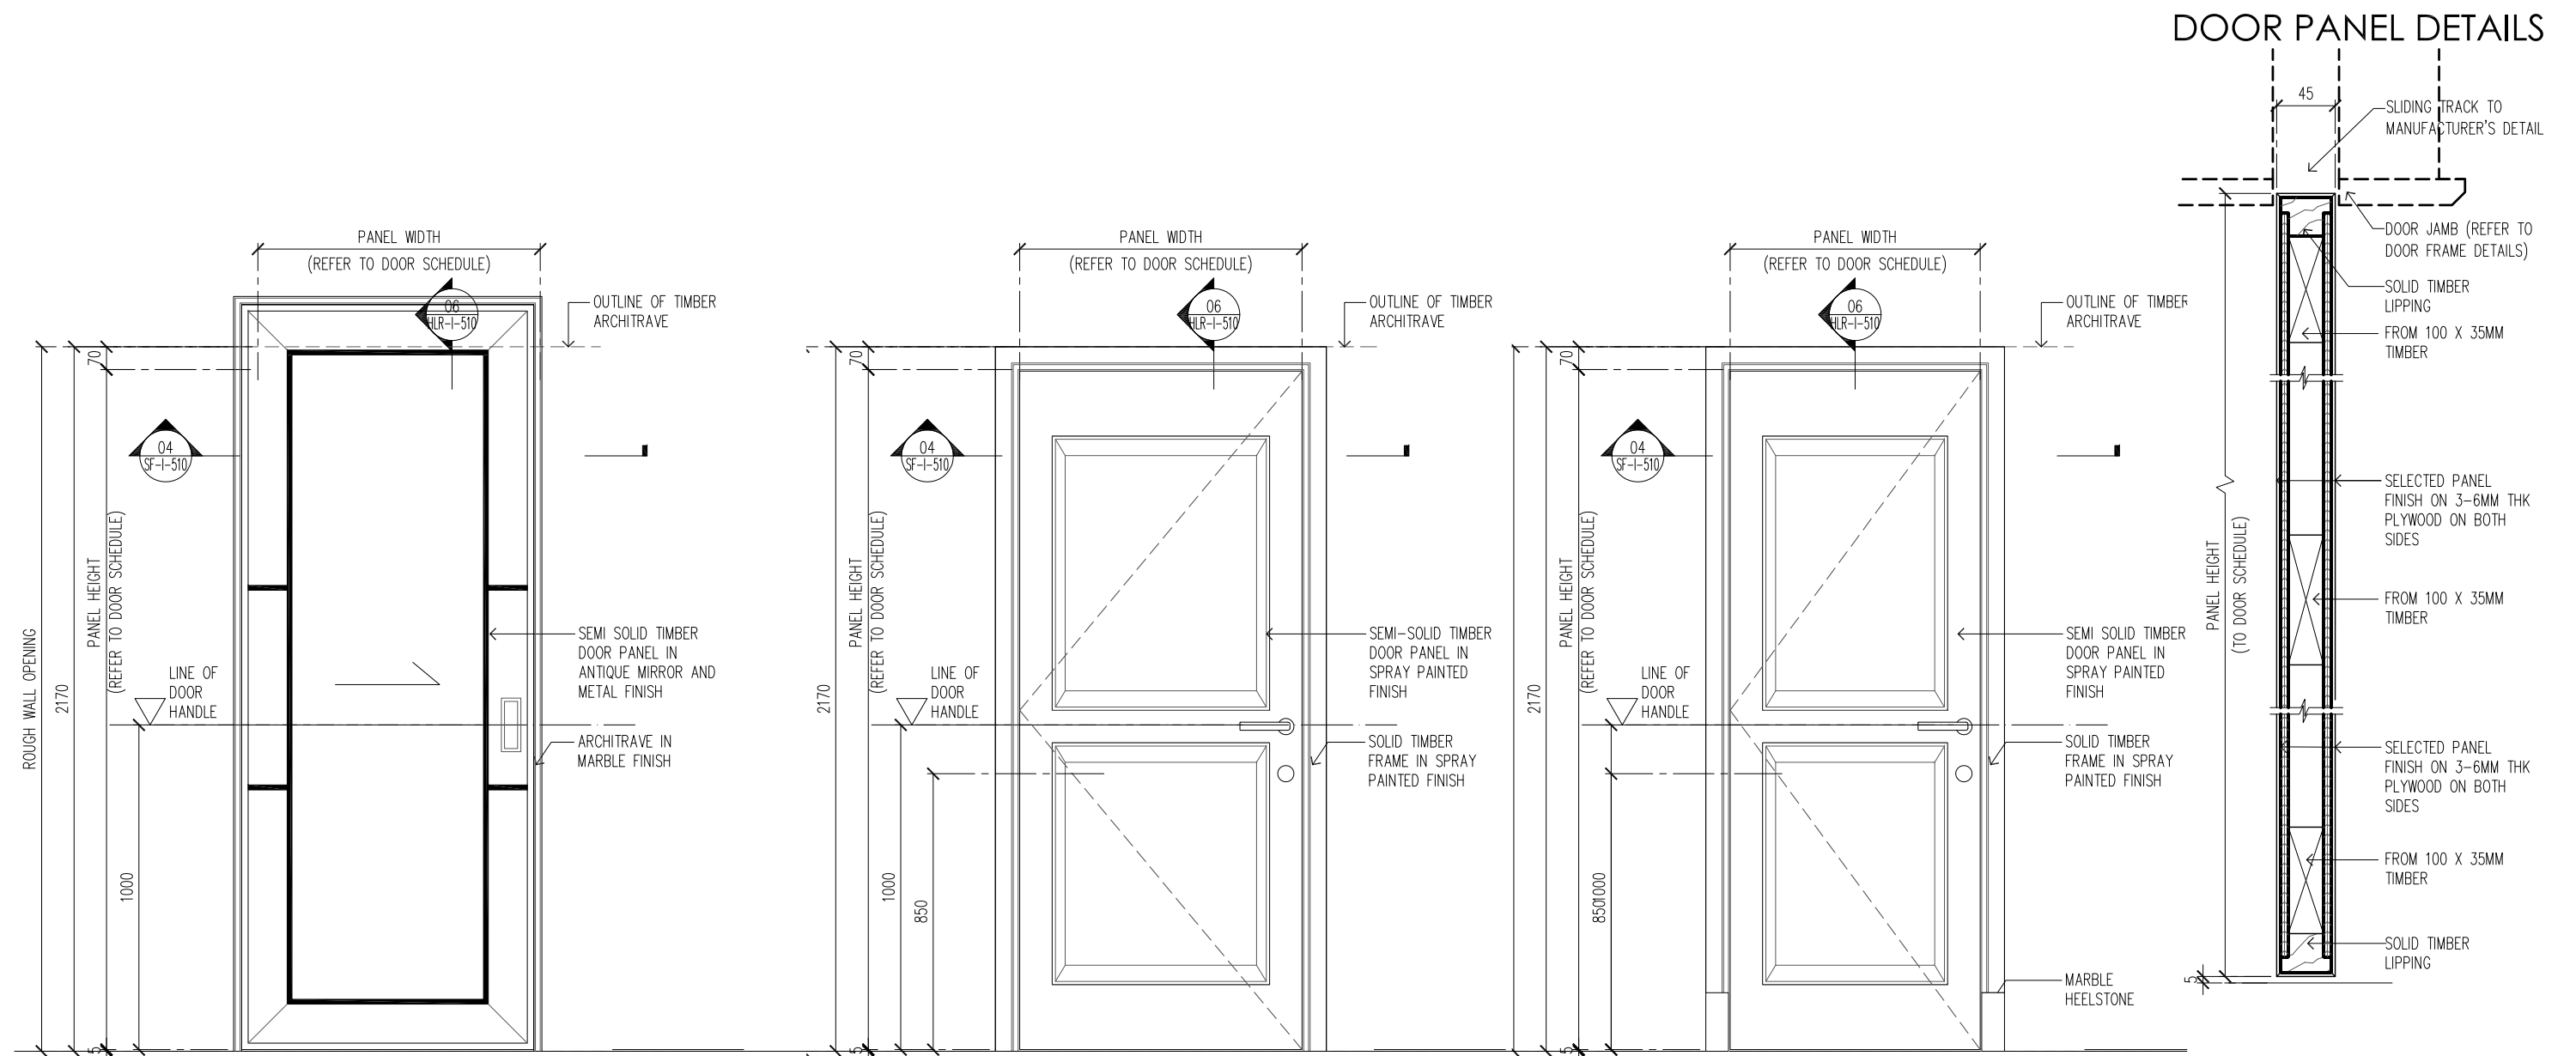 DOOR PANEL DETAILS
PANEL WIDTH
(REFER TO DOOR SCHEDULE)
06
HLR-I-510
OUTLINE OF TIMBER
ARCHITRAVE
70
04
SF-I-510
ROUGH WALL OPENING
2170
PANEL HEIGHT
(REFER TO DOOR SCHEDULE)
LINE OF
DOOR
HANDLE
SEMI SOLID TIMBER
DOOR PANEL IN
ANTIQUE MIRROR AND
METAL FINISH
ARCHITRAVE IN
MARBLE FINISH
1000
5
PANEL WIDTH
(REFER TO DOOR SCHEDULE)
06
HLR-I-510
OUTLINE OF TIMBER
ARCHITRAVE
70
04
SF-I-510
2170
PANEL HEIGHT
(REFER TO DOOR SCHEDULE)
LINE OF
DOOR
HANDLE
SEMI-SOLID TIMBER
DOOR PANEL IN
SPRAY PAINTED
FINISH
SOLID TIMBER
FRAME IN SPRAY
PAINTED FINISH
1000
850
5
PANEL WIDTH
(REFER TO DOOR SCHEDULE)
06
HLR-I-510
OUTLINE OF TIMBER
ARCHITRAVE
70
04
SF-I-510
2170
PANEL HEIGHT
(REFER TO DOOR SCHEDULE)
LINE OF
DOOR
HANDLE
SEMI SOLID TIMBER
DOOR PANEL IN
SPRAY PAINTED
FINISH
SOLID TIMBER
FRAME IN SPRAY
PAINTED FINISH
8501000
MARBLE
HEELSTONE
5
45
SLIDING TRACK TO
MANUFACTURER'S DETAIL
DOOR JAMB (REFER TO
DOOR FRAME DETAILS)
SOLID TIMBER
LIPPING
FROM 100 X 35MM
TIMBER
SELECTED PANEL
FINISH ON 3-6MM THK
PLYWOOD ON BOTH
SIDES
PANEL HEIGHT
(TO DOOR SCHEDULE)
FROM 100 X 35MM
TIMBER
SELECTED PANEL
FINISH ON 3-6MM THK
PLYWOOD ON BOTH
SIDES
FROM 100 X 35MM
TIMBER
SOLID TIMBER
LIPPING
5